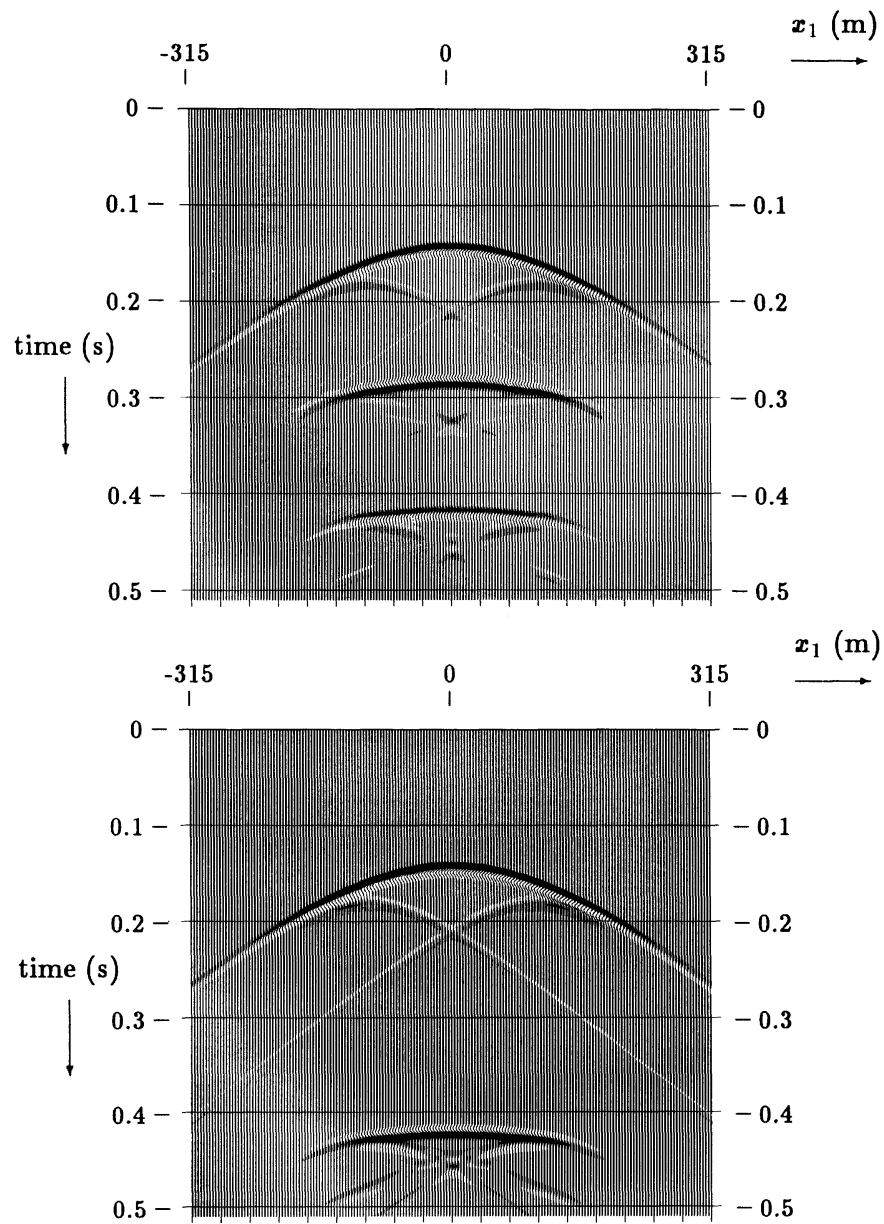 x₁ (m)
-315 0 315
0 – – 0
0.1 – – 0.1
0.2 – – 0.2
time (s)
0.3 – – 0.3
0.4 – – 0.4
0.5 – – 0.5
x₁ (m)
-315 0 315
0 – – 0
0.1 – – 0.1
0.2 – – 0.2
time (s)
0.3 – – 0.3
0.4 – – 0.4
0.5 – – 0.5